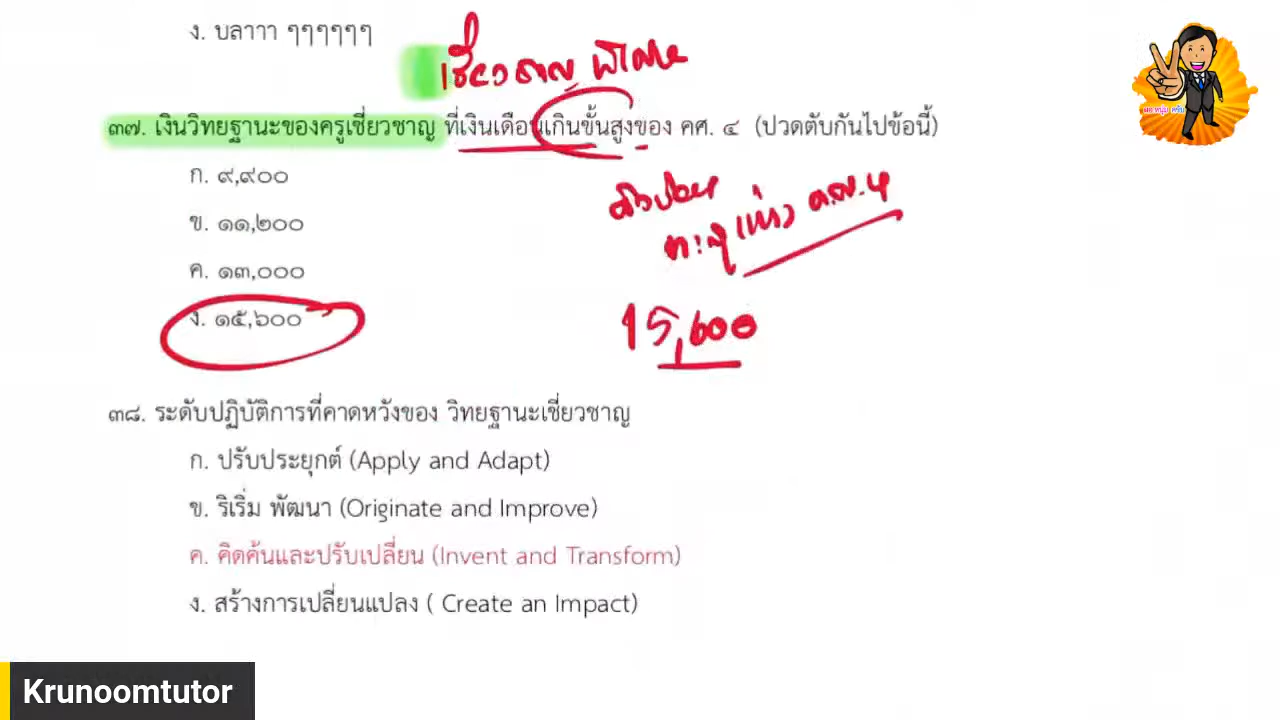 ง. บลาาา ๆๆๆๆๆๆ
เชี่ยวชาญ พิเศษ
๓๗. เงินวิทยฐานะของครูเชี่ยวชาญ ที่เงินเดือนเกินขั้นสูงของ คศ. ๔ (ปวดตับกันไปข้อนี้)
ก. ๙,๙๐๐
ข. ๑๑,๒๐๐
ค. ๑๓,๐๐๐
ง. ๑๕,๖๐๐
15,600
๓๘. ระดับปฏิบัติการที่คาดหวังของ วิทยฐานะเชี่ยวชาญ
ก. ปรับประยุกต์ (Apply and Adapt)
ข. ริเริ่ม พัฒนา (Originate and Improve)
ค. คิดค้นและปรับเปลี่ยน (Invent and Transform)
ง. สร้างการเปลี่ยนแปลง ( Create an Impact)
Krunoomtutor